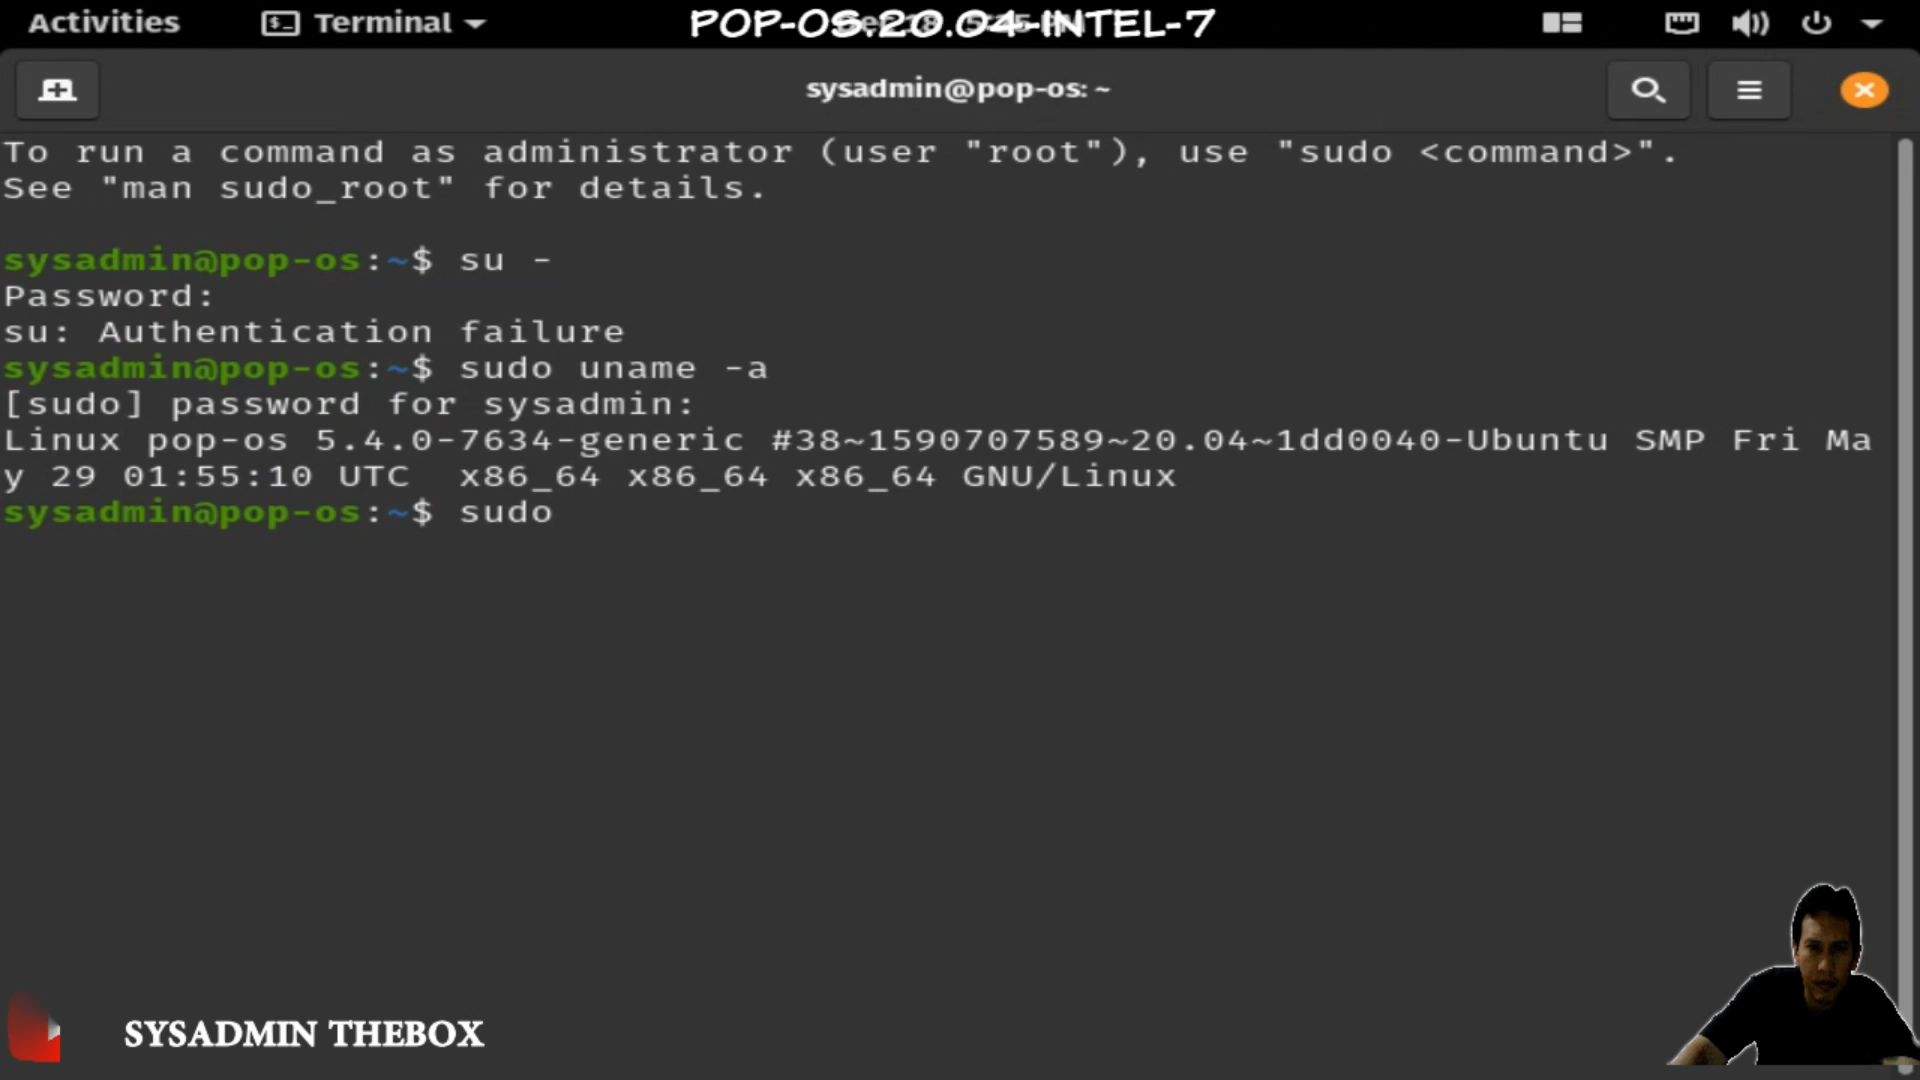 Activities
Terminal
POP-OS.20.04-INTEL-7
sysadmin@pop-os: ~
To run a command as administrator (user "root"), use "sudo <command>".
See "man sudo_root" for details.
sysadmin@pop-os:~$ su -
Password:
su: Authentication failure
sysadmin@pop-os:~$ sudo uname -a
[sudo] password for sysadmin:
Linux pop-os 5.4.0-7634-generic #38~1590707589~20.04~1dd0040-Ubuntu SMP Fri Ma
y 29 01:55:10 UTC  x86_64 x86_64 x86_64 GNU/Linux
sysadmin@pop-os:~$ sudo
SYSADMIN THEBOX